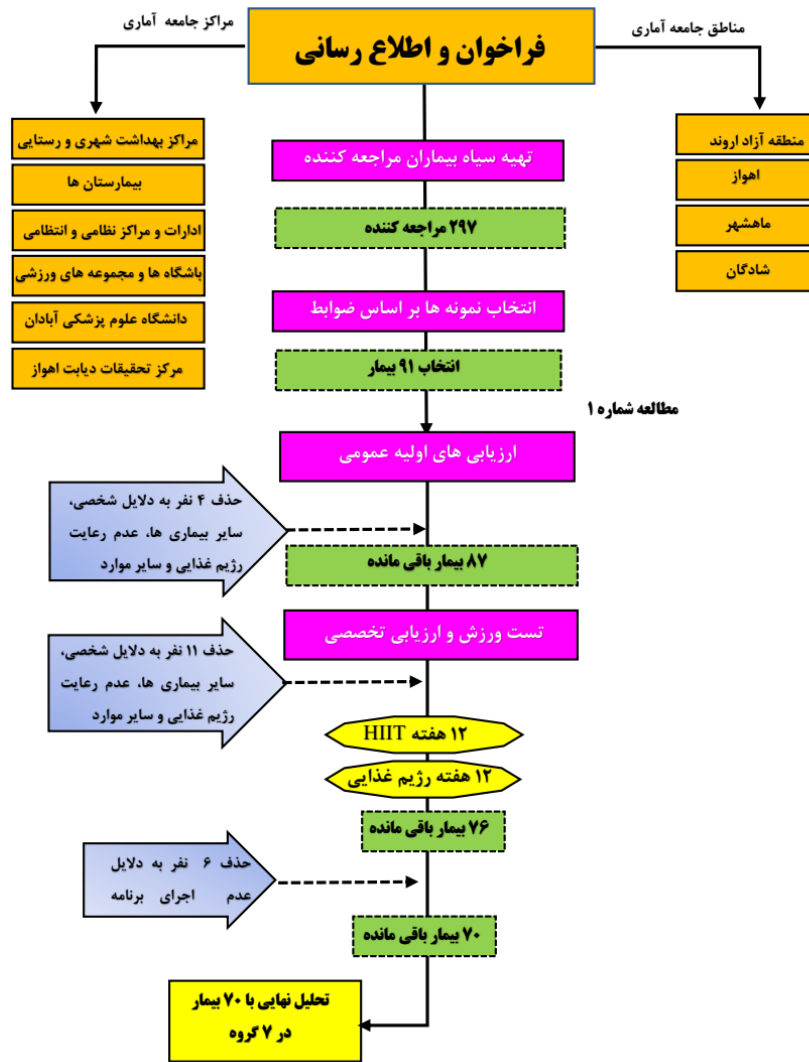 مراکز جامعه آماری
فراخوان و اطلاع رسانی
مناطق جامعه آماری
مراکز بهداشت شهری و رستایی
بیمارستان ها
ادارات و مراکز نظامی و انتظامی
باشگاه ها و مجموعه های ورزشی
دانشگاه علوم پزشکی آبادان
مرکز تحقیقات دیابت اهواز
منطقه آزاد اروند
اهواز
ماهشهر
شادگان
تهیه سیاه بیماران مراجعه کننده
۲۹۷ مراجعه کننده
انتخاب نمونه ها بر اساس ضوابط
انتخاب ۹۱ بیمار
مطالعه شماره ۱
ارزیابی های اولیه عمومی
حذف ۴ نفر به دلایل شخصی،
سایر بیماری ها، عدم رعایت
رژیم غذایی و سایر موارد
۸۷ بیمار باقی مانده
تست ورزش و ارزیابی تخصصی
حذف ۱۱ نفر به دلایل شخصی،
سایر بیماری ها، عدم رعایت
رژیم غذایی و سایر موارد
۱۲ هفته HIIT
۱۲ هفته رژیم غذایی
۷۶ بیمار باقی مانده
حذف ۶ نفر به دلایل
عدم اجرای برنامه
۷۰ بیمار باقی مانده
تحلیل نهایی با ۷۰ بیمار
در ۷ گروه